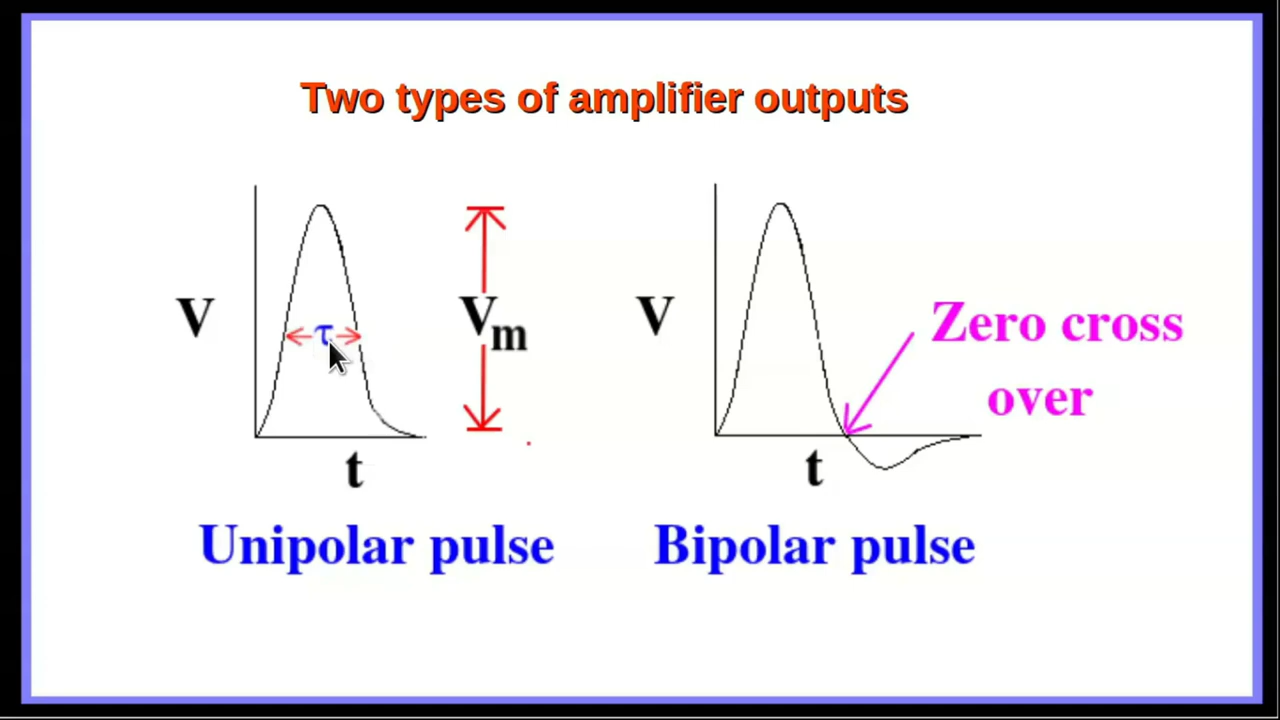 Two types of amplifier outputs
V
τ
t
Vm
Unipolar pulse
V
t
Zero cross
over
Bipolar pulse